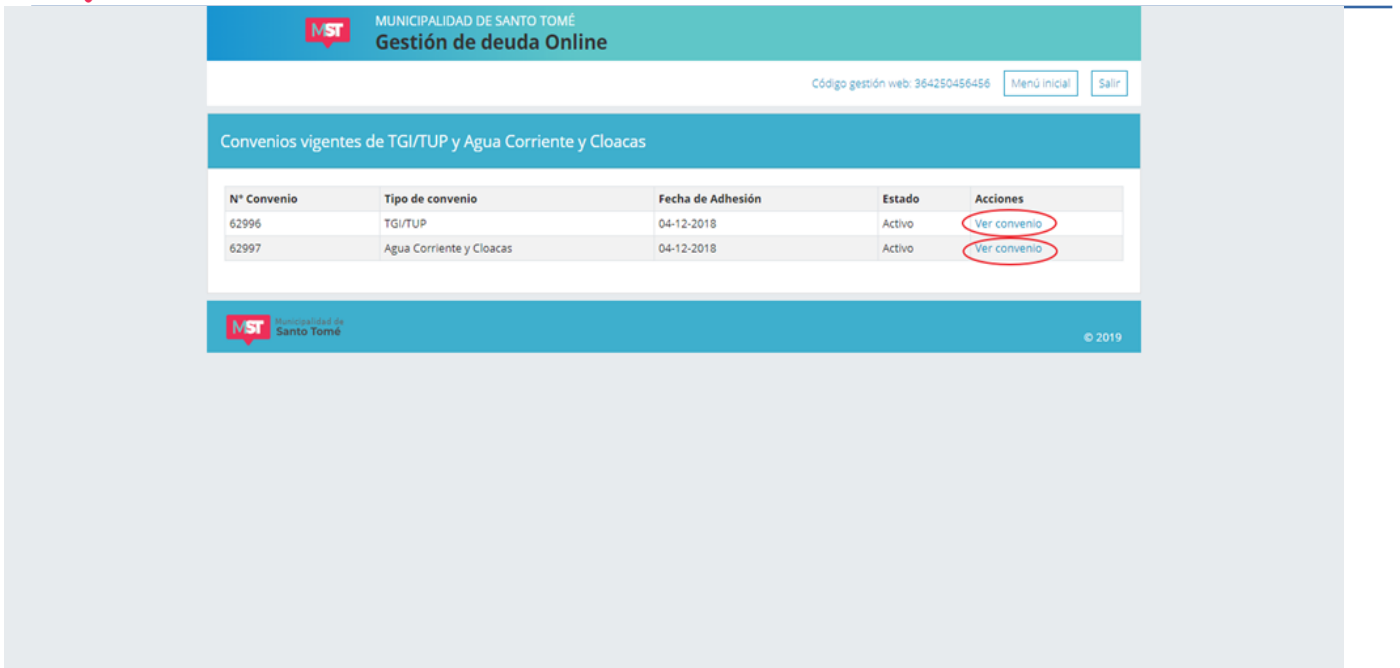 MST
MUNICIPALIDAD DE SANTO TOMÉ
Gestión de deuda Online
Código gestión web: 364250456456 Menú inicial Salir
Convenios vigentes de TGI/TUP y Agua Corriente y Cloacas
N° Convenio Tipo de convenio Fecha de Adhesión Estado Acciones
62996 TGI/TUP 04-12-2018 Activo Ver convenio
62997 Agua Corriente y Cloacas 04-12-2018 Activo Ver convenio
MST
Municipalidad de
Santo Tomé
© 2019